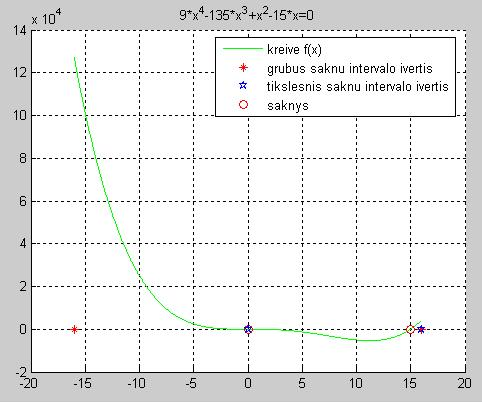 9*x^4-135*x^3+x^2-15*x=0
x 10^4
kreive f(x)
grubus saknu intervalo ivertis
tikslesnis saknu intervalo ivertis
saknys
14
12
10
8
6
4
2
0
-2
-20 -15 -10 -5 0 5 10 15 20